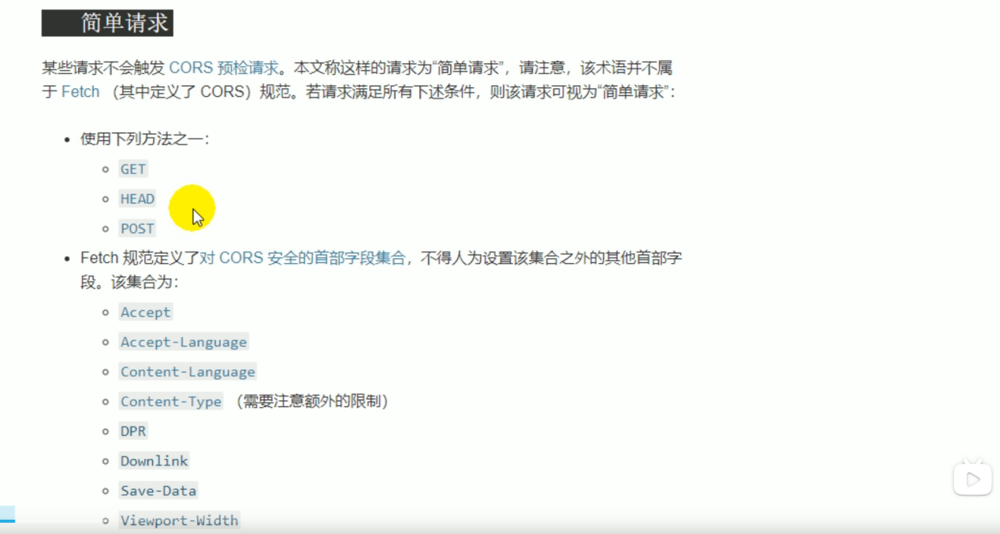 简单请求
某些请求不会触发 CORS 预检请求。本文称这样的请求为“简单请求”，请注意，该术语并不属
于 Fetch （其中定义了 CORS）规范。若请求满足所有下述条件，则该请求可视为“简单请求”：
• 使用下列方法之一：
GET
HEAD
POST
• Fetch 规范定义了对 CORS 安全的首部字段集合，不得人为设置该集合之外的其他首部字
段。该集合为：
Accept
Accept-Language
Content-Language
Content-Type （需要注意额外的限制）
DPR
Downlink
Save-Data
Viewport-Width